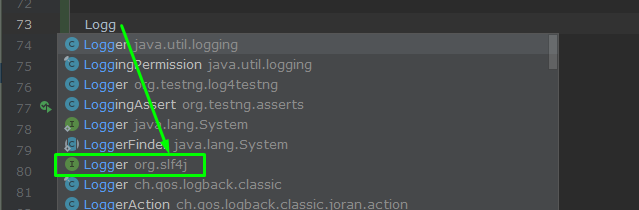 72
73 Logg
74 Logger java.util.logging
75 LoggingPermission java.util.logging
76 Logger org.testng.log4testng
77 LoggingAssert org.testng.asserts
78 Logger java.lang.System
79 LoggerFinder java.lang.System
80 Logger org.slf4j
81 Logger ch.qos.logback.classic
82 LoggerAction ch.qos.logback.classic.joran.action